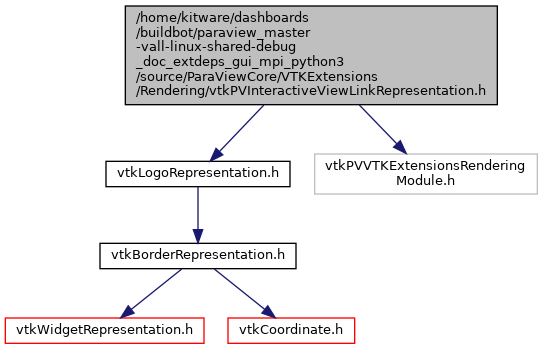 /home/kitware/dashboards
/buildbot/paraview_master
-vall-linux-shared-debug
_doc_extdeps_gui_mpi_python3
/source/ParaViewCore/VTKExtensions
/Rendering/vtkPVInteractiveViewLinkRepresentation.h
vtkLogoRepresentation.h
vtkPVVTKExtensionsRendering
Module.h
vtkBorderRepresentation.h
vtkWidgetRepresentation.h
vtkCoordinate.h